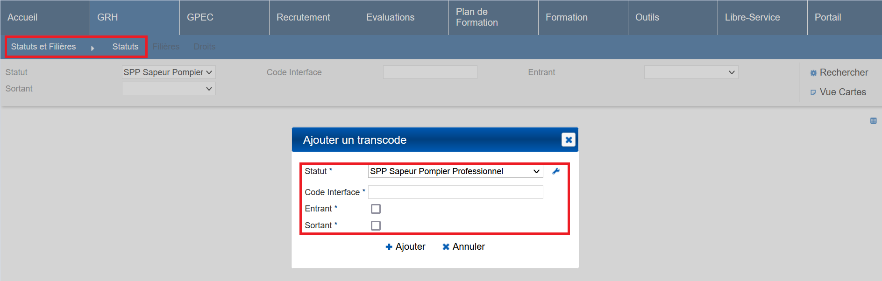 Accueil GRH GPEC Recrutement Evaluations Plan de Formation Formation Outils Libre-Service Portail
Statuts et Filières Statuts Filières Droits
Statut SPP Sapeur Pompier Code Interface Entrant Rechercher
Sortant Vue Cartes
Ajouter un transcode
Statut * SPP Sapeur Pompier Professionnel
Code Interface *
Entrant *
Sortant *
Ajouter Annuler